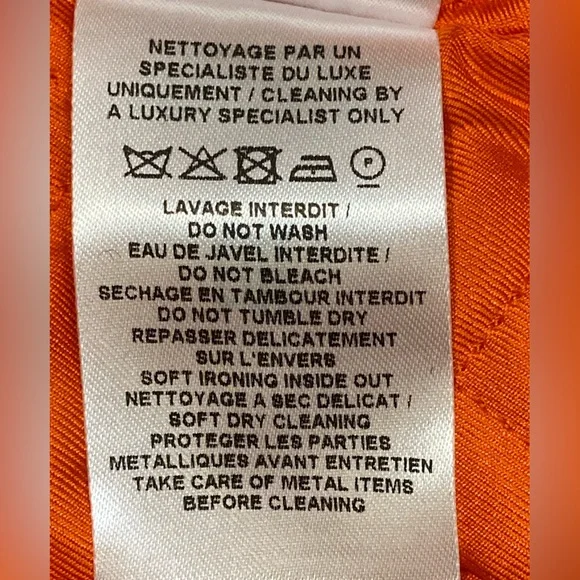 NETTOYAGE PAR UN
SPECIALISTE DU LUXE
UNIQUEMENT / CLEANING BY
A LUXURY SPECIALIST ONLY
P
LAVAGE INTERDIT /
DO NOT WASH
EAU DE JAVEL INTERDITE /
DO NOT BLEACH
SECHAGE EN TAMBOUR INTERDIT
DO NOT TUMBLE DRY
REPASSER DELICATEMENT
SUR L'ENVERS
SOFT IRONING INSIDE OUT
NETTOYAGE A SEC DELICAT /
SOFT DRY CLEANING
PROTEGER LES PARTIES
METALLIQUES AVANT ENTRETIEN
TAKE CARE OF METAL ITEMS
BEFORE CLEANING